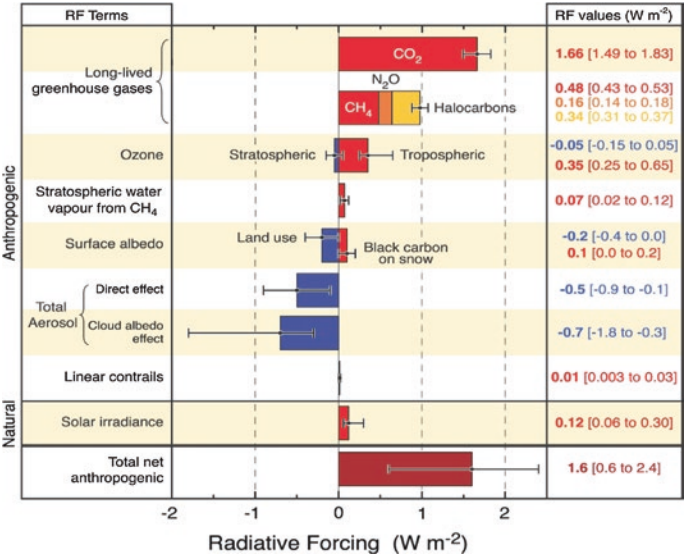 RF Terms
RF values (W m-2)
Anthropogenic
Long-lived
greenhouse gases
CO2
1.66 [1.49 to 1.83]
N2O
CH4
Halocarbons
0.48 [0.43 to 0.53]
0.16 [0.14 to 0.18]
0.34 [0.31 to 0.37]
Ozone
Stratospheric
Tropospheric
-0.05 [-0.15 to 0.05]
0.35 [0.25 to 0.65]
Stratospheric water
vapour from CH4
0.07 [0.02 to 0.12]
Surface albedo
Land use
Black carbon
on snow
-0.2 [-0.4 to 0.0]
0.1 [0.0 to 0.2]
Total
Aerosol
Direct effect
-0.5 [-0.9 to -0.1]
Cloud albedo
effect
-0.7 [-1.8 to -0.3]
Linear contrails
0.01 [0.003 to 0.03]
Natural
Solar irradiance
0.12 [0.06 to 0.30]
Total net
anthropogenic
1.6 [0.6 to 2.4]
-2 -1 0 1 2
Radiative Forcing (W m-2)